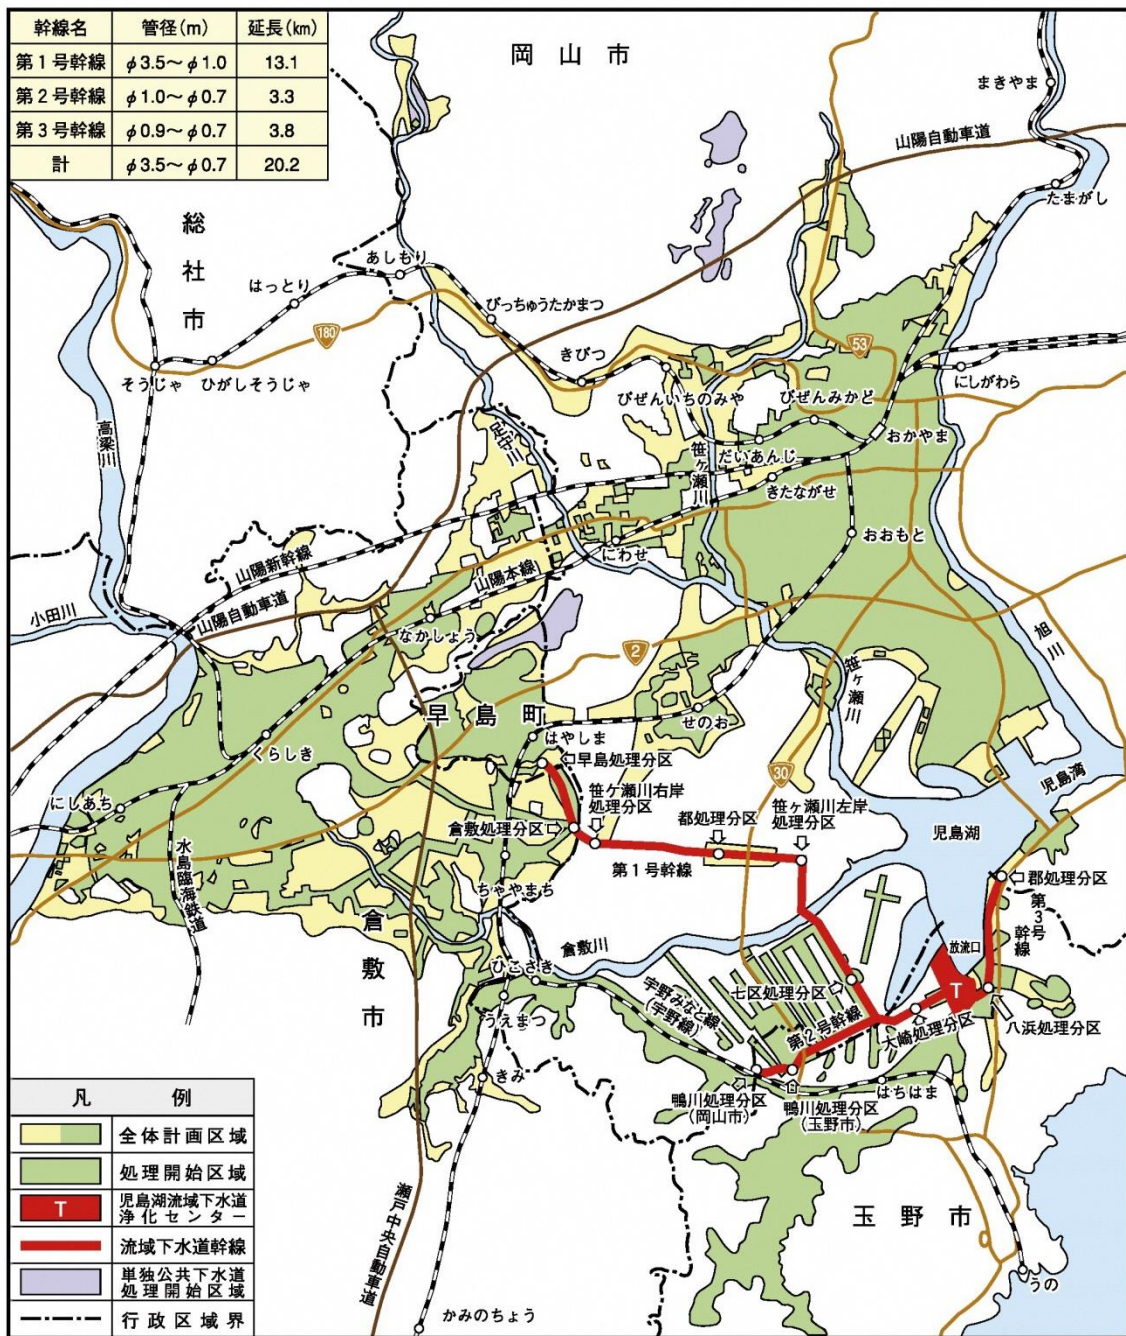 幹線名 管径(m) 延長(km)
第1号幹線 φ3.5～φ1.0 13.1
第2号幹線 φ1.0～φ0.7 3.3
第3号幹線 φ0.9～φ0.7 3.8
計 φ3.5～φ0.7 20.2
岡山市
まきやま
山陽自動車道
たまがし
総社市
あしもり
はっとり
びっちゅうたかまつ
180
53
きびつ
そうじゃ
ひがしそうじゃ
びぜんいちのみや
びぜんみかど
にしがわら
高梁川
足守川
笹ヶ瀬川
だいあんじ
おかやま
きたながせ
おおもと
にわせ
山陽新幹線
山陽本線
山陽自動車道
小田川
なかしょう
旭川
2
笹ヶ瀬川
早島町
せのお
はやしま
くらしき
早島処理分区
30
児島湾
にしあち
笹ケ瀬川右岸
処理分区
笹ヶ瀬川左岸
処理分区
倉敷処理分区
都処理分区
児島湖
水島臨海鉄道
第1号幹線
郡処理分区
ちゃやまち
第3号幹線
倉敷市
倉敷川
放流口
ひこさき
宇野みなと線
(宇野線)
七区処理分区
T
うえまつ
第2号幹線
大崎処理分区
八浜処理分区
きみ
はちはま
鴨川処理分区
(岡山市)
鴨川処理分区
(玉野市)
凡例
全体計画区域
処理開始区域
T
児島湖流域下水道
浄化センター
流域下水道幹線
単独公共下水道
処理開始区域
行政区域界
瀬戸中央自動車道
玉野市
うの
かみのちょう